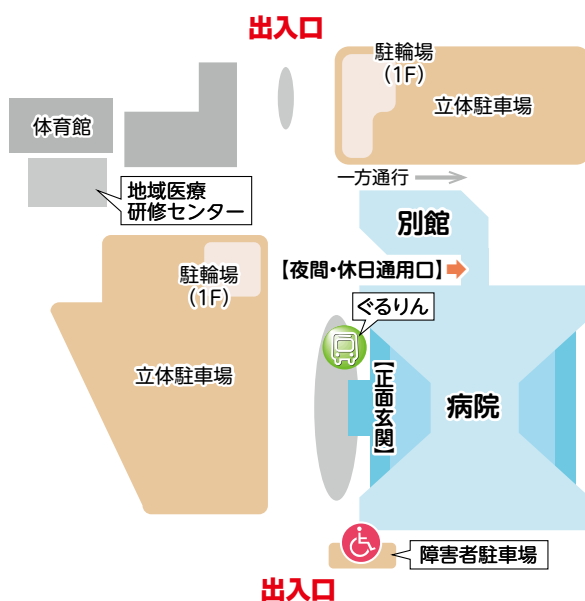 出入口
駐輪場
(1F)
立体駐車場
体育館
一方通行
地域医療
研修センター
別館
【夜間・休日通用口】
駐輪場
(1F)
ぐるりん
立体駐車場
【正面玄関】
病院
障害者駐車場
出入口